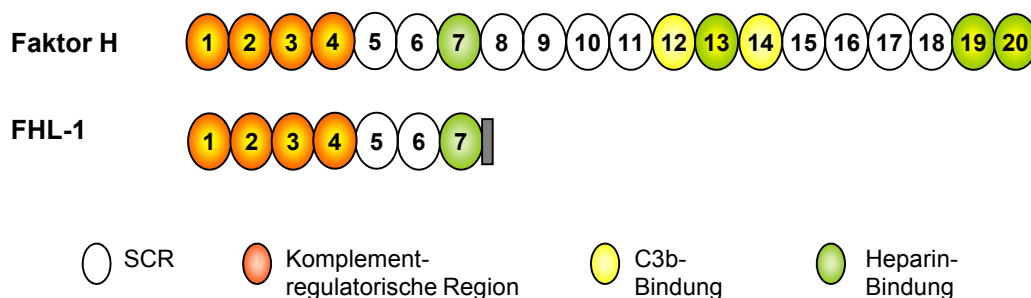 Faktor H 1 2 3 4 5 6 7 8 9 10 11 12 13 14 15 16 17 18 19 20
FHL-1 1 2 3 4 5 6 7
SCR
Komplement-
regulatorische Region
C3b-
Bindung
Heparin-
Bindung